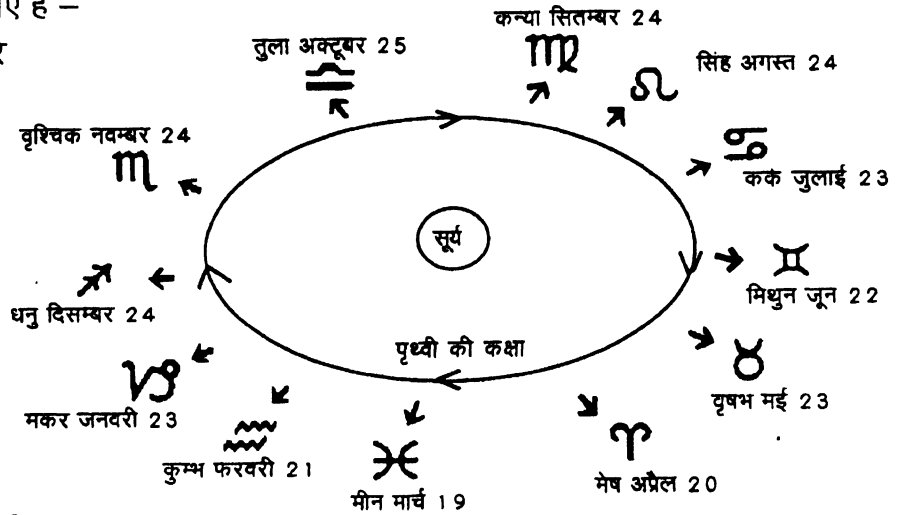 हैं –
कन्या सितम्बर 24
तुला अक्टूबर 25
सिंह अगस्त 24
वृश्चिक नवम्बर 24
कर्क जुलाई 23
सूर्य
मिथुन जून 22
धनु दिसम्बर 24
पृथ्वी की कक्षा
वृषभ मई 23
मकर जनवरी 23
कुम्भ फरवरी 21
मेष अप्रैल 20
मीन मार्च 19